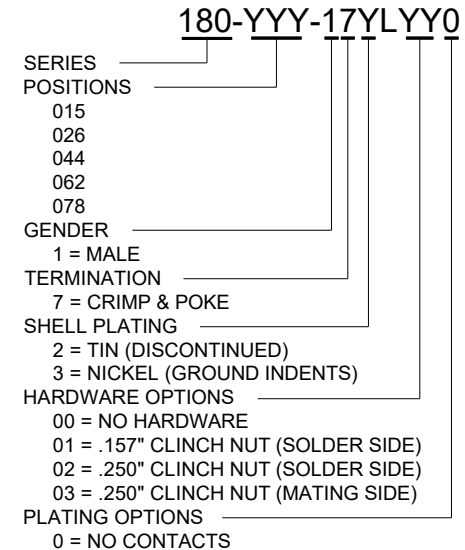 180-YYY-17YLYY0
SERIES
POSITIONS
015
026
044
062
078
GENDER
1 = MALE
TERMINATION
7 = CRIMP & POKE
SHELL PLATING
2 = TIN (DISCONTINUED)
3 = NICKEL (GROUND INDENTS)
HARDWARE OPTIONS
00 = NO HARDWARE
01 = .157" CLINCH NUT (SOLDER SIDE)
02 = .250" CLINCH NUT (SOLDER SIDE)
03 = .250" CLINCH NUT (MATING SIDE)
PLATING OPTIONS
0 = NO CONTACTS